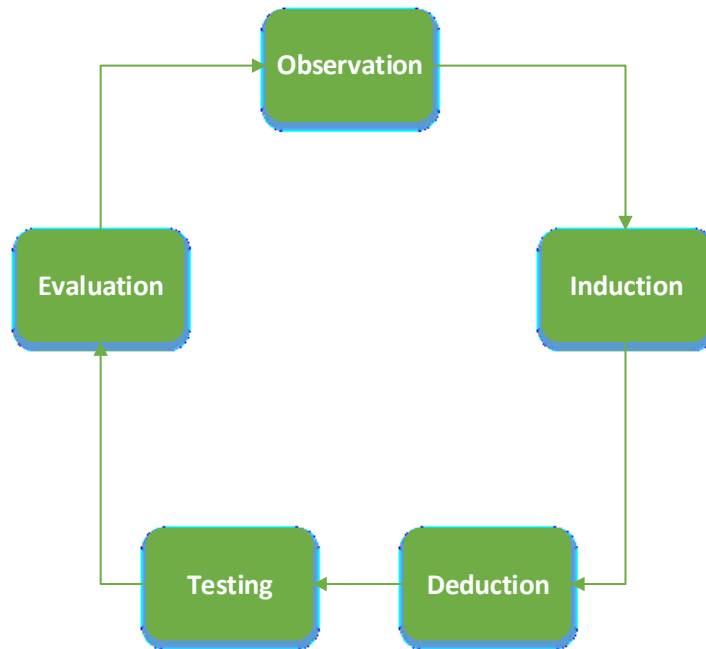 Observation
Induction
Deduction
Testing
Evaluation